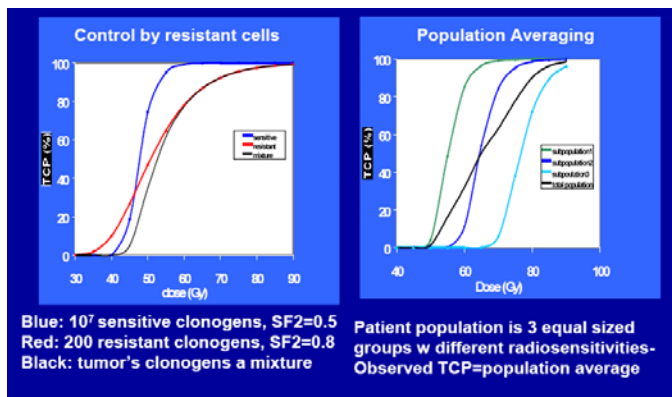 Control by resistant cells
TCP (%)
100
80
60
40
20
0
sensitive
resistant
mixture
30 40 50 60 70 80 90
dose (Gy)
Blue: 10⁷ sensitive clonogens, SF2=0.5
Red: 200 resistant clonogens, SF2=0.8
Black: tumor's clonogens a mixture
Population Averaging
TCP (%)
100
80
60
40
20
0
subpopulation1
subpopulation2
subpoulation3
total population
40 60 80 100
Dose (Gy)
Patient population is 3 equal sized
groups w different radiosensitivities-
Observed TCP=population average